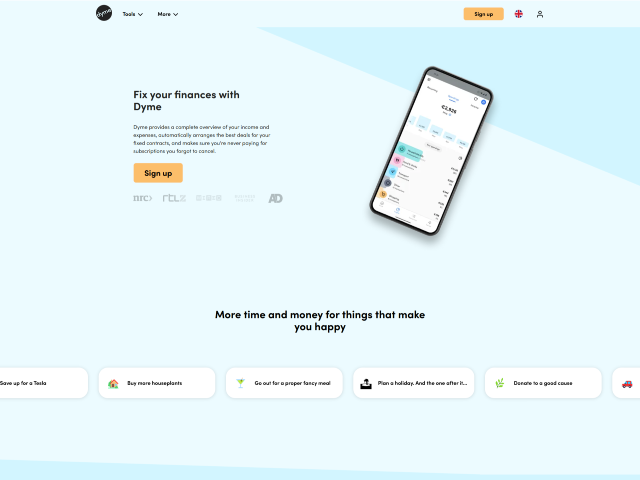 dyme
Tools
More
Sign up
Fix your finances with
Dyme
Dyme provides a complete overview of your income and
expenses, automatically arranges the best deals for your
fixed contracts, and makes sure you're never paying for
subscriptions you forgot to cancel.
Sign up
nrc
rtlz
AD
More time and money for things that make
you happy
Save up for a Tesla
Buy more houseplants
Go out for a proper fancy meal
Plan a holiday. And the one after it...
Donate to a good cause